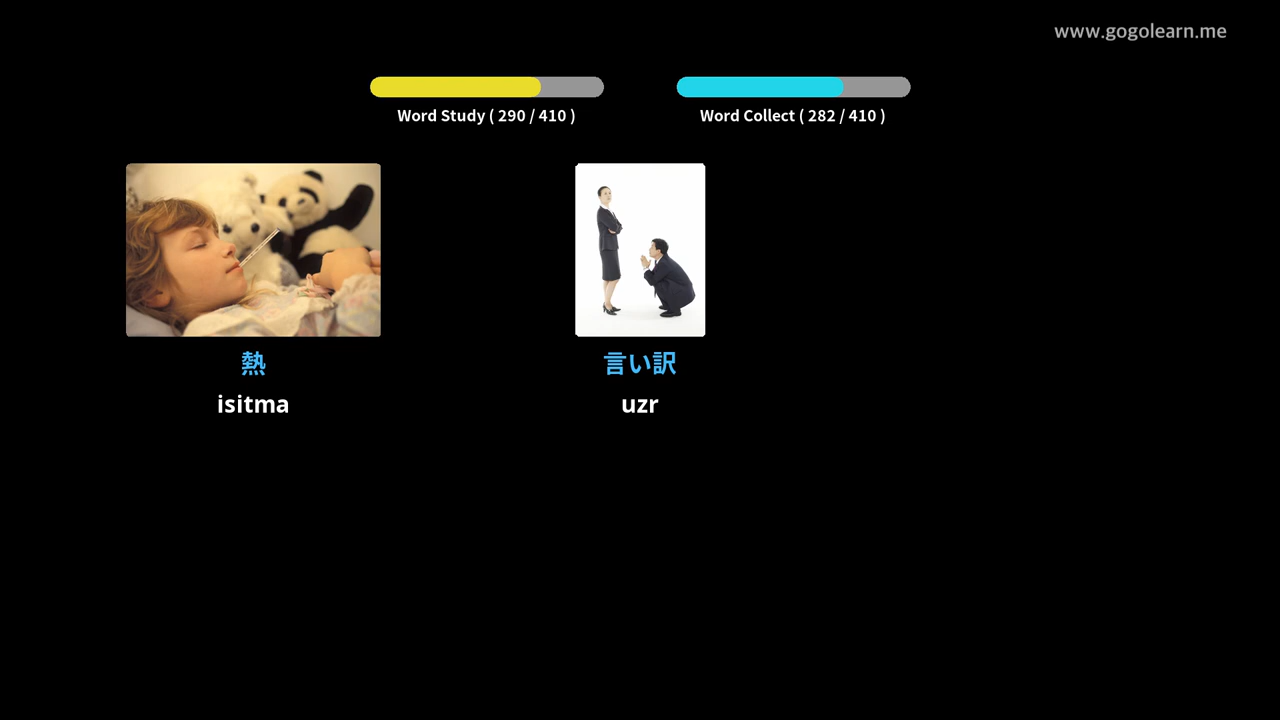 www.gogolearn.me
Word Study ( 290 / 410 )
Word Collect ( 282 / 410 )
熱
isitma
言い訳
uzr